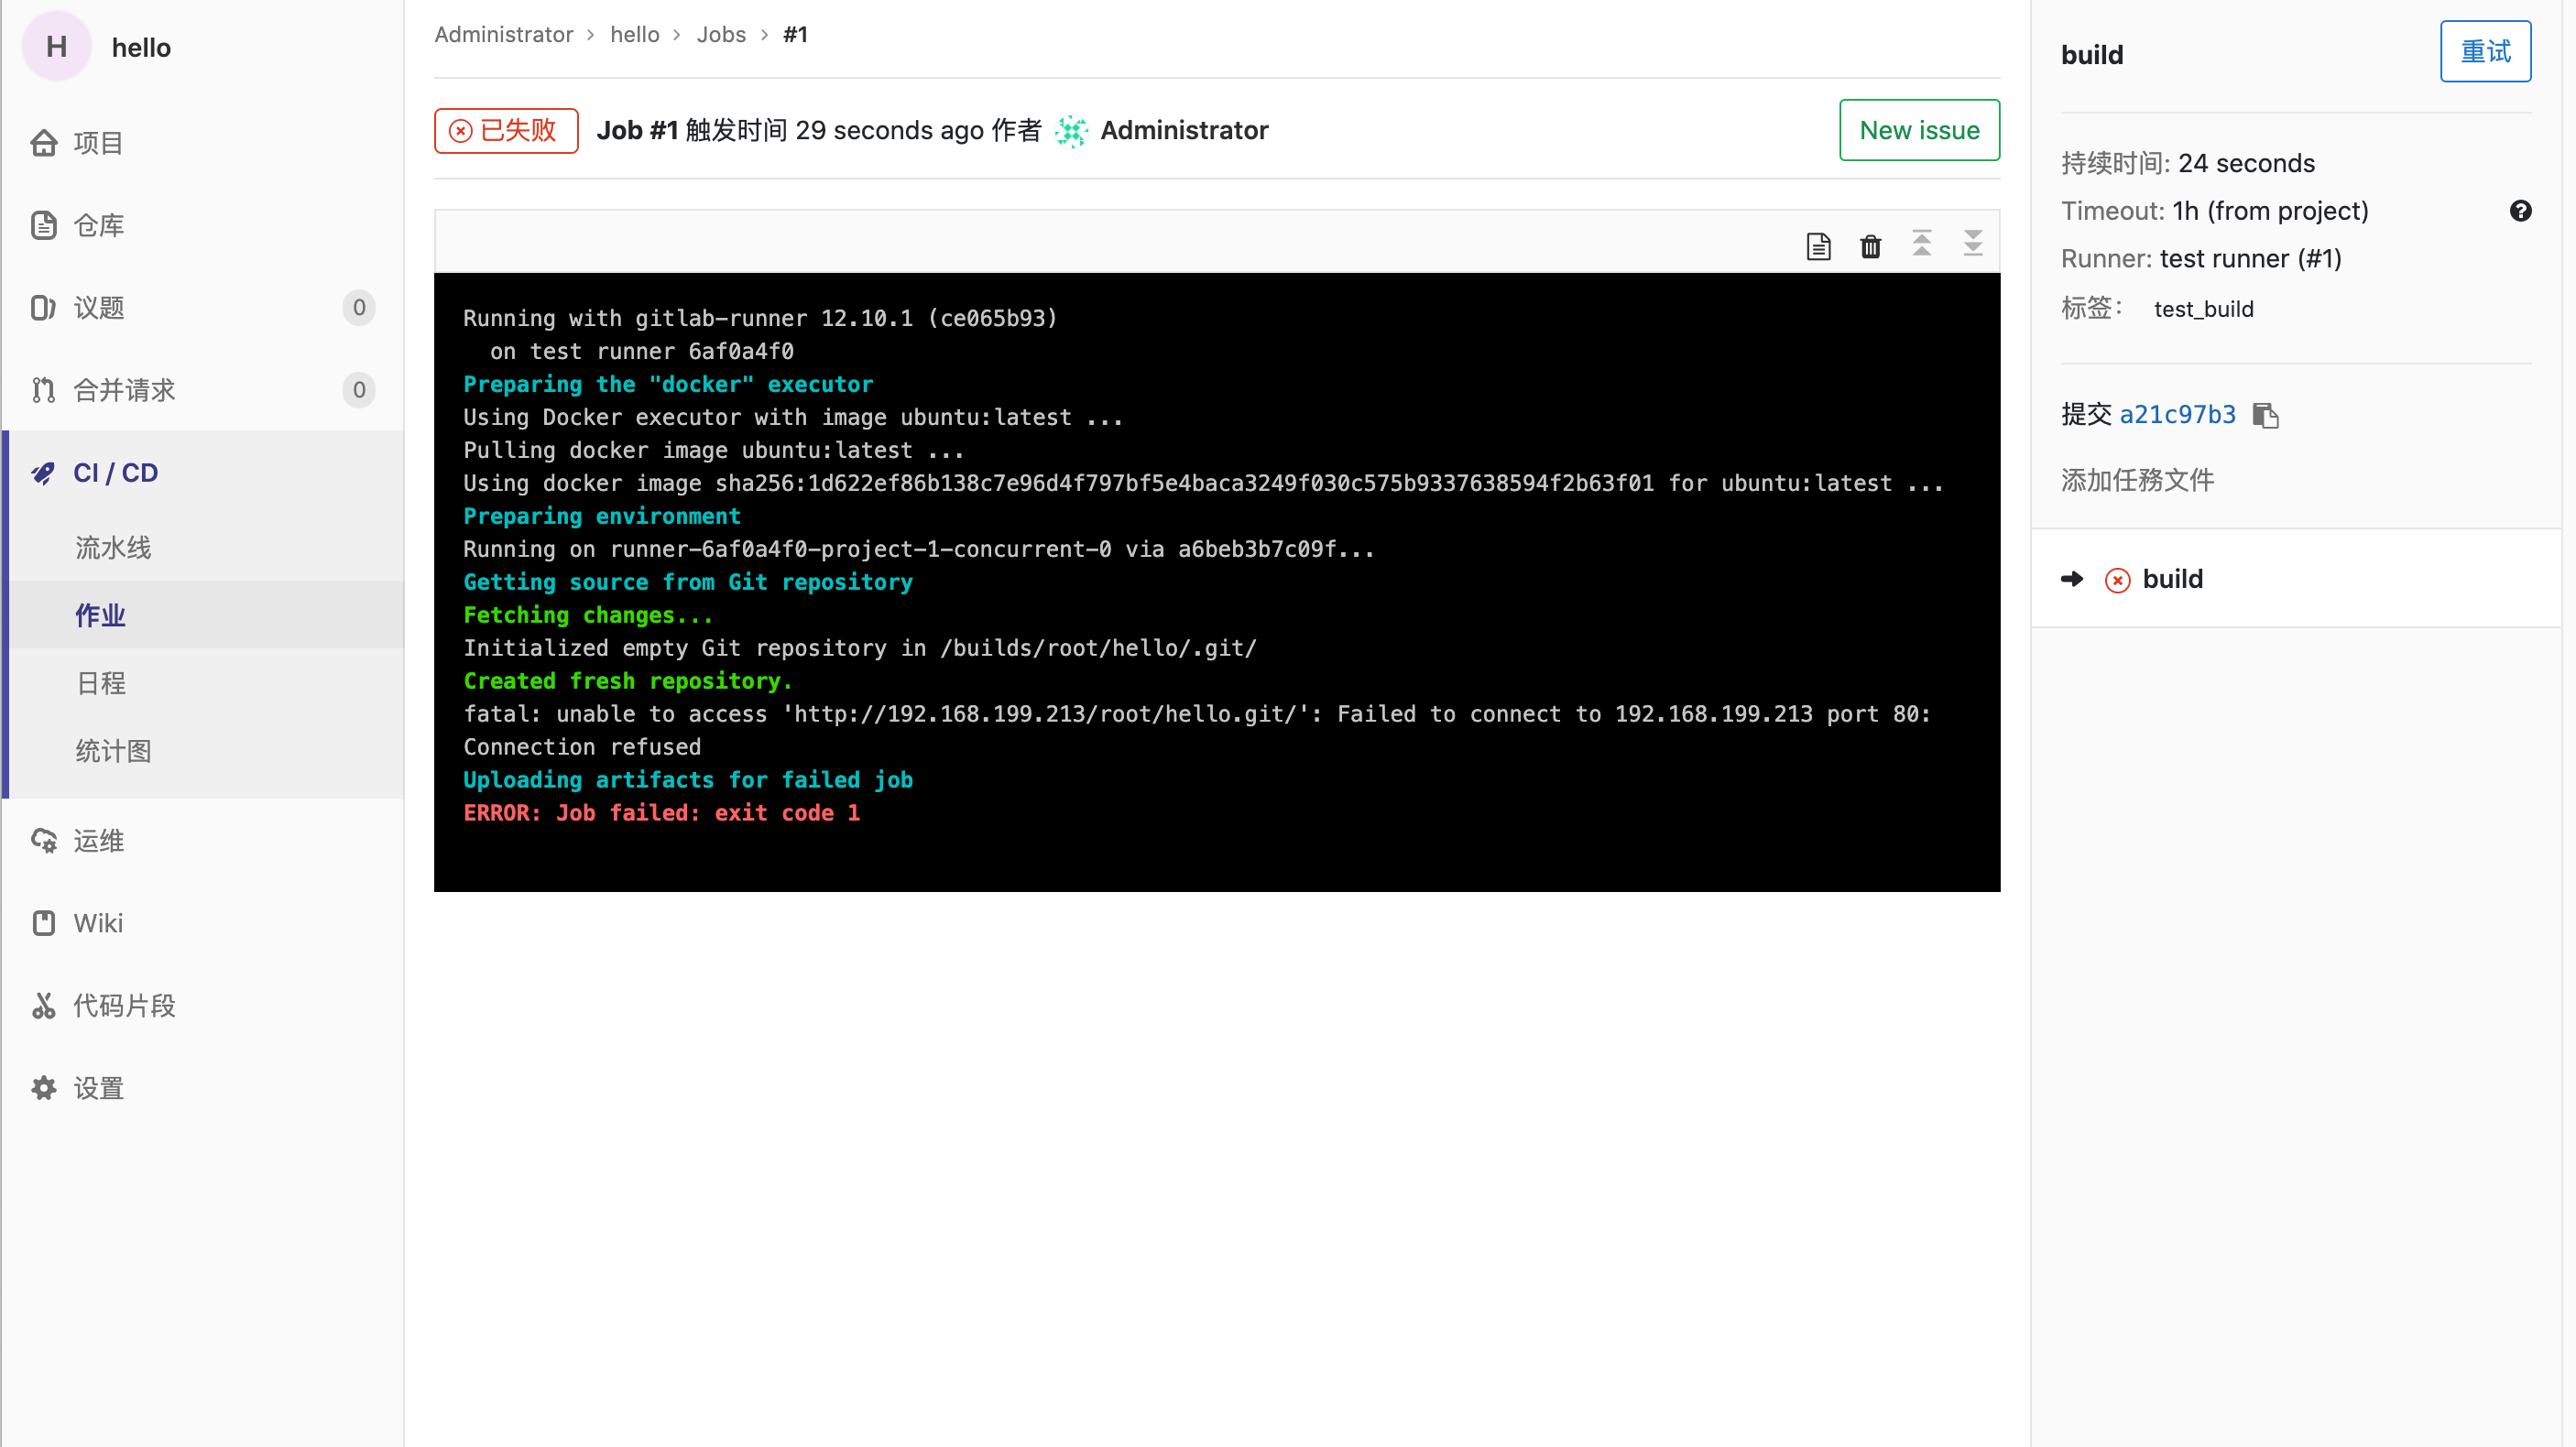 H hello
项目
仓库
议题 0
合并请求 0
CI / CD
流水线
作业
日程
统计图
运维
Wiki
代码片段
设置
Administrator > hello > Jobs > #1
已失败 Job #1 触发时间 29 seconds ago 作者 Administrator
New issue
Running with gitlab-runner 12.10.1 (ce065b93)
on test runner 6af0a4f0
Preparing the "docker" executor
Using Docker executor with image ubuntu:latest ...
Pulling docker image ubuntu:latest ...
Using docker image sha256:1d622ef86b138c7e96d4f797bf5e4baca3249f030c575b9337638594f2b63f01 for ubuntu:latest ...
Preparing environment
Running on runner-6af0a4f0-project-1-concurrent-0 via a6beb3b7c09f...
Getting source from Git repository
Fetching changes...
Initialized empty Git repository in /builds/root/hello/.git/
Created fresh repository.
fatal: unable to access 'http://192.168.199.213/root/hello.git/': Failed to connect to 192.168.199.213 port 80:
Connection refused
Uploading artifacts for failed job
ERROR: Job failed: exit code 1
build
重试
持续时间: 24 seconds
Timeout: 1h (from project)
Runner: test runner (#1)
标签： test_build
提交 a21c97b3
添加任務文件
build